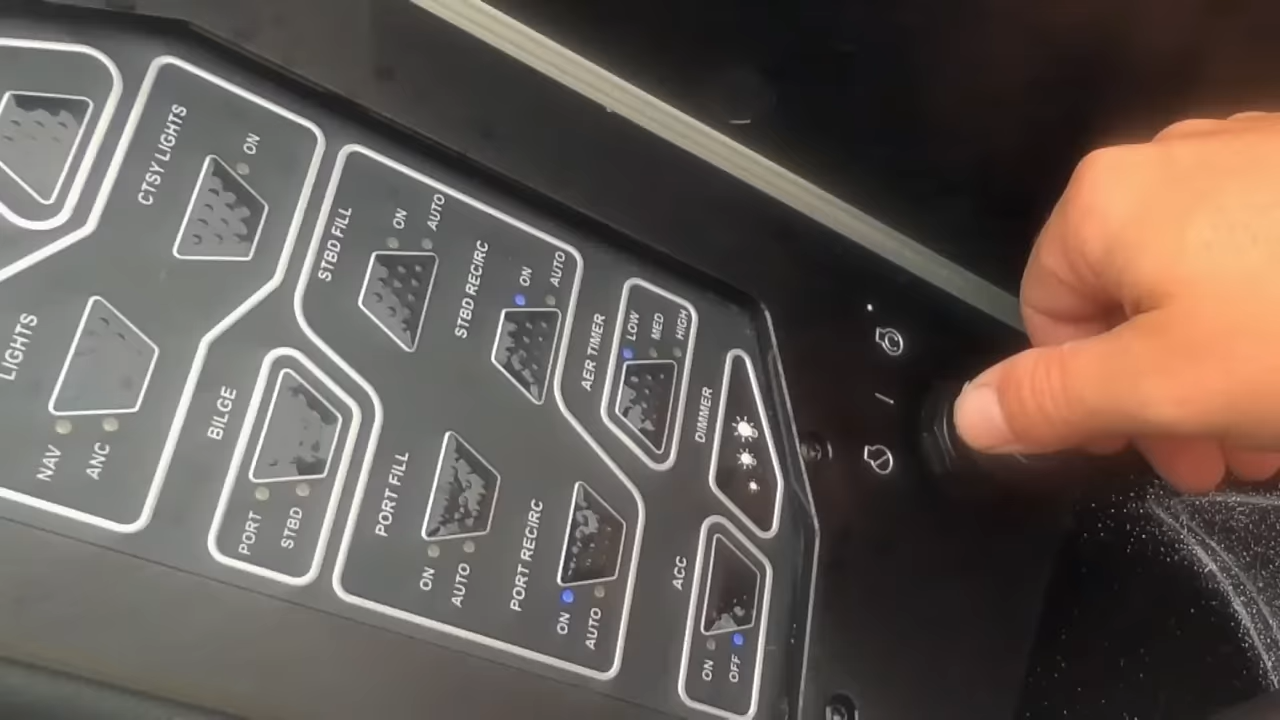 CTSY LIGHTS
ON
LIGHTS
NAV
ANC
BILGE
PORT
STBD
STBD FILL
ON
AUTO
STBD RECIRC
ON
AUTO
PORT FILL
ON
AUTO
PORT RECIRC
ON
AUTO
AER TIMER
LOW
MED
HIGH
DIMMER
ACC
ON
OFF